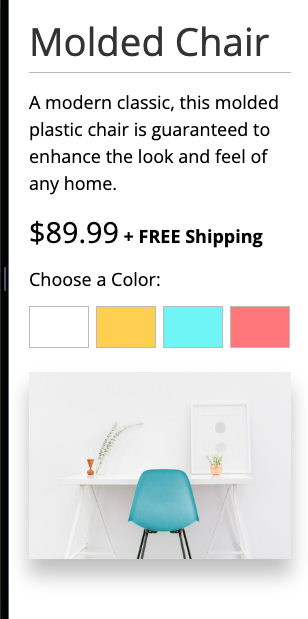 Molded Chair
A modern classic, this molded
plastic chair is guaranteed to
enhance the look and feel of
any home.
$89.99 + FREE Shipping
Choose a Color: